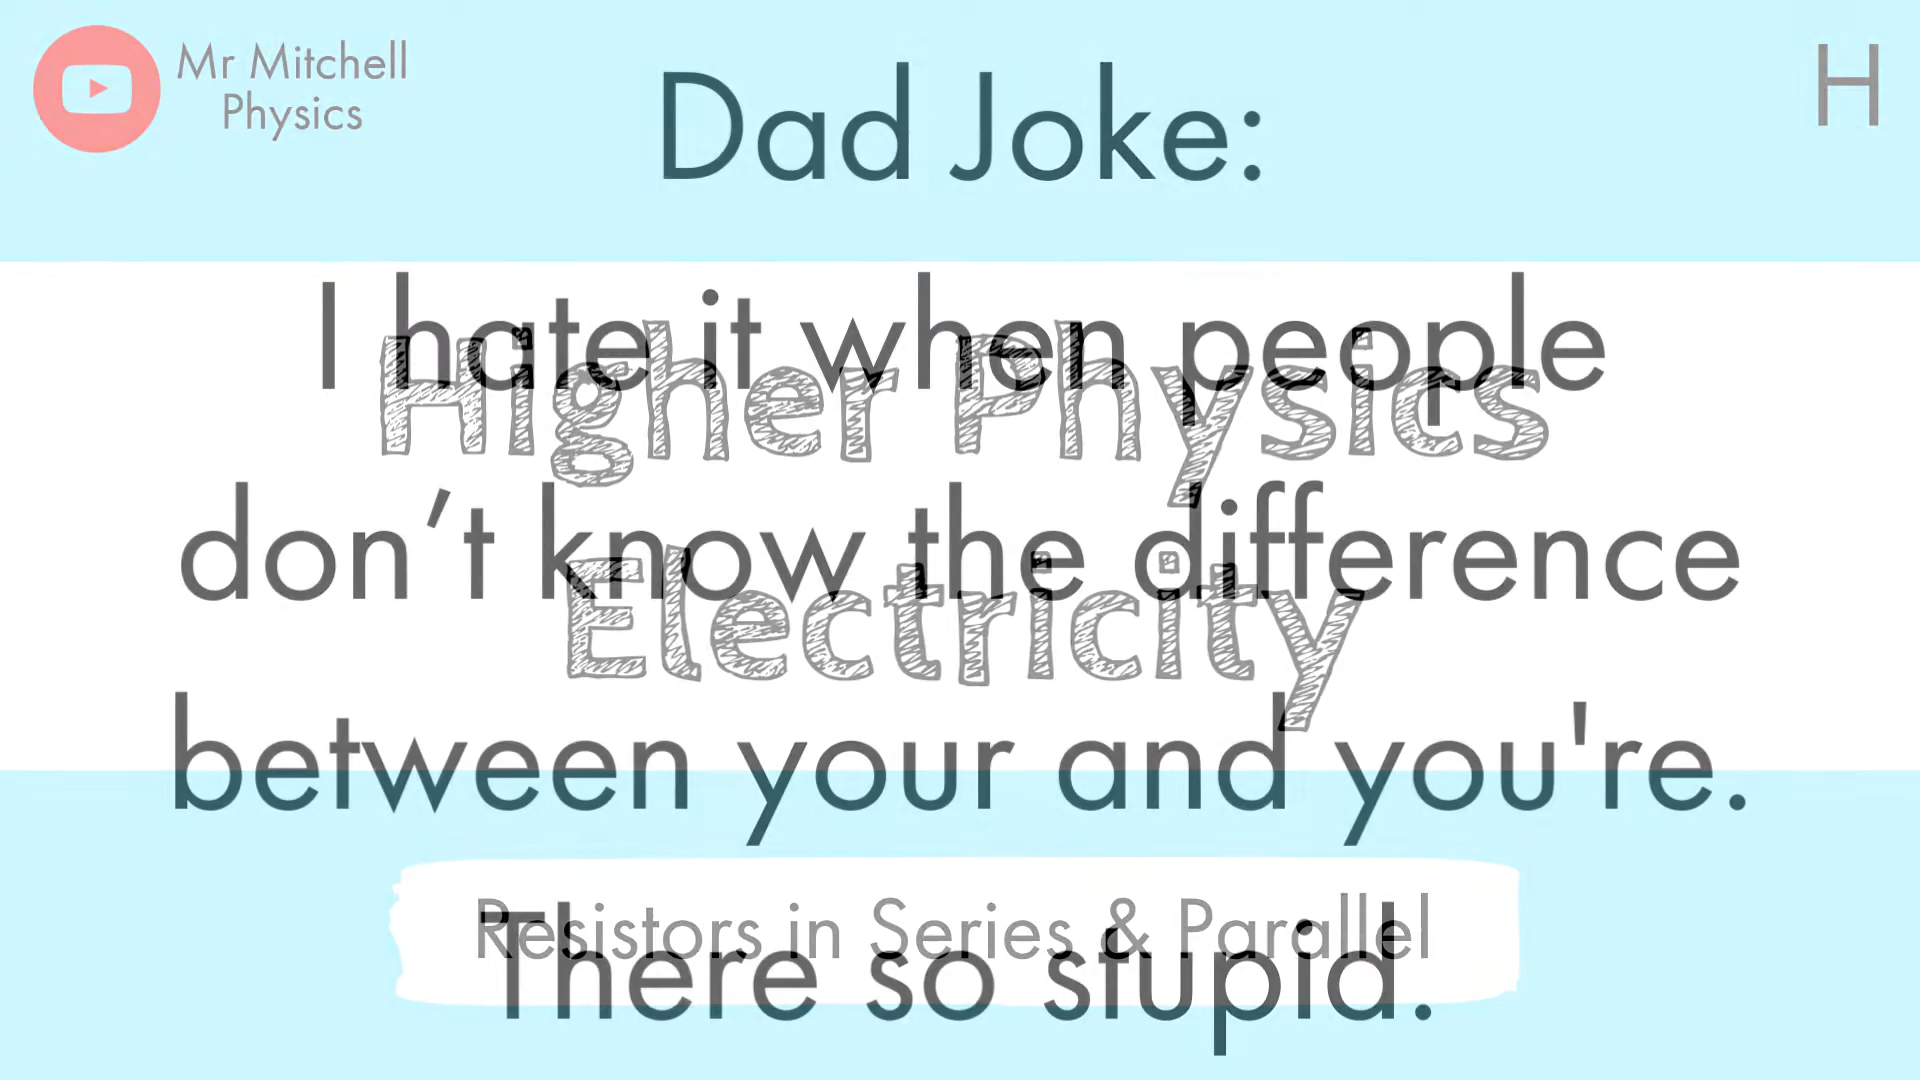 Mr Mitchell
Physics
H
Dad Joke:
I hate it when people
Higher Physics
don’t know the difference
Electricity
between your and you're.
Resistors in Series & Parallel
There so stupid.